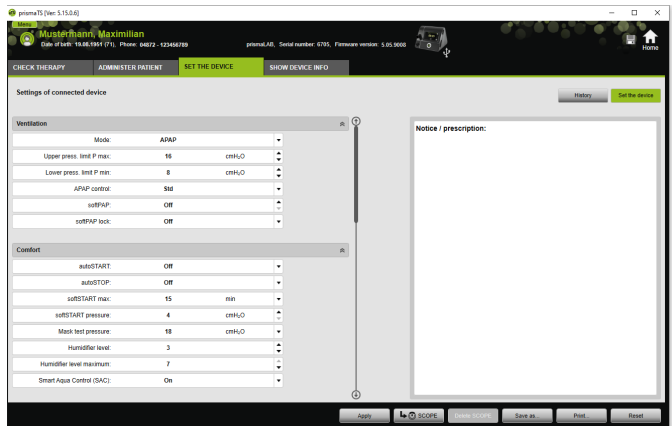 prismaTS [Ver: 5.15.0.6]
Menu
Mustermann, Maximilian
Date of birth: 19.08.1951 (71), Phone: 04872 - 123456789
prismaLAB, Serial number: 6705, Firmware version: 5.05.9008
Home
CHECK THERAPY
ADMINISTER PATIENT
SET THE DEVICE
SHOW DEVICE INFO
Settings of connected device
History
Set the device
Ventilation
Mode: APAP
Upper press. limit P max: 16 cmH₂O
Lower press. limit P min: 8 cmH₂O
APAP control: Std
softPAP: Off
softPAP lock: Off
Comfort
autoSTART: Off
autoSTOP: Off
softSTART max: 15 min
softSTART pressure: 4 cmH₂O
Mask test pressure: 18 cmH₂O
Humidifier level: 3
Humidifier level maximum: 7
Smart Aqua Control (SAC): On
Notice / prescription:
Apply
SCOPE
Delete SCOPE
Save as...
Print...
Reset